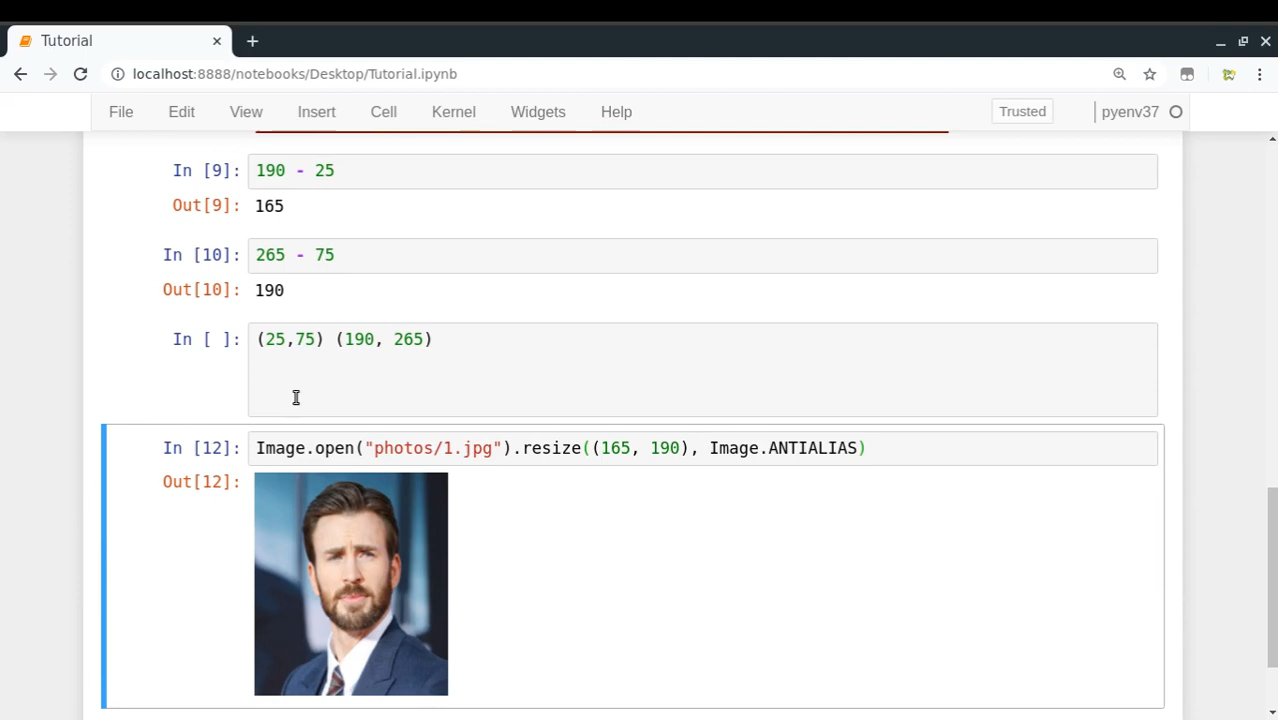 Tutorial
localhost:8888/notebooks/Desktop/Tutorial.ipynb
File Edit View Insert Cell Kernel Widgets Help Trusted pyenv37
In [9]: 190 - 25
Out[9]: 165
In [10]: 265 - 75
Out[10]: 190
In [ ]: (25,75) (190, 265)
In [12]: Image.open("photos/1.jpg").resize((165, 190), Image.ANTIALIAS)
Out[12]: